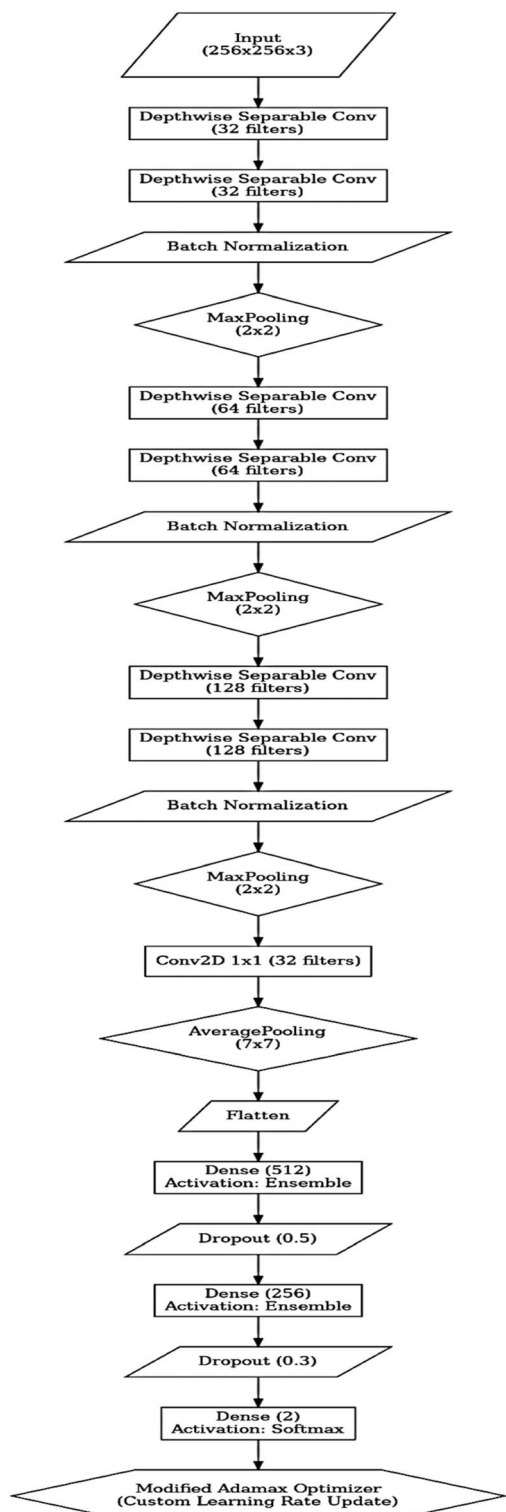 Input
(256x256x3)
Depthwise Separable Conv
(32 filters)
Depthwise Separable Conv
(32 filters)
Batch Normalization
MaxPooling
(2x2)
Depthwise Separable Conv
(64 filters)
Depthwise Separable Conv
(64 filters)
Batch Normalization
MaxPooling
(2x2)
Depthwise Separable Conv
(128 filters)
Depthwise Separable Conv
(128 filters)
Batch Normalization
MaxPooling
(2x2)
Conv2D 1x1 (32 filters)
AveragePooling
(7x7)
Flatten
Dense (512)
Activation: Ensemble
Dropout (0.5)
Dense (256)
Activation: Ensemble
Dropout (0.3)
Dense (2)
Activation: Softmax
Modified Adamax Optimizer
(Custom Learning Rate Update)